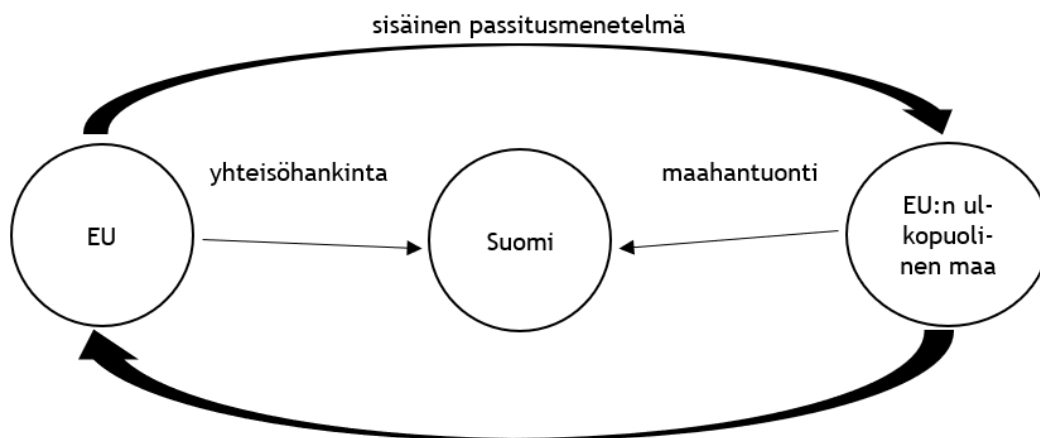 sisäinen passitusmenetelmä
yhteisöhankinta
maahantuonti
EU
Suomi
EU:n ul-
kopuoli-
nen maa